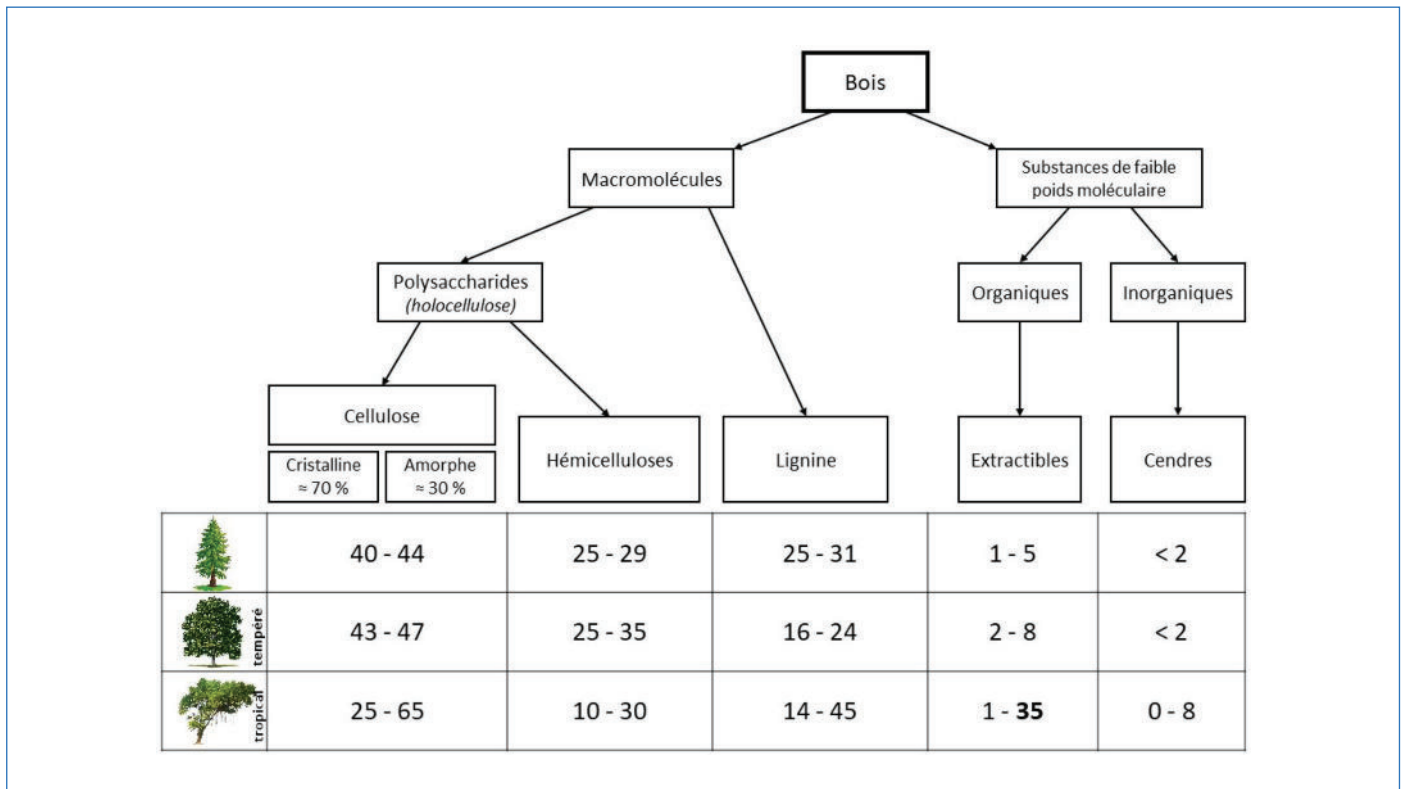 Bois
Macromolécules
Substances de faible
poids moléculaire
Polysaccharides
(holocellulose)
Organiques
Inorganiques
Cellulose
Cristalline
≈ 70 %
Amorphe
≈ 30 %
Hémicelluloses
Lignine
Extractibles
Cendres
40 - 44
25 - 29
25 - 31
1 - 5
< 2
tempéré
43 - 47
25 - 35
16 - 24
2 - 8
< 2
tropical
25 - 65
10 - 30
14 - 45
1 - 35
0 - 8